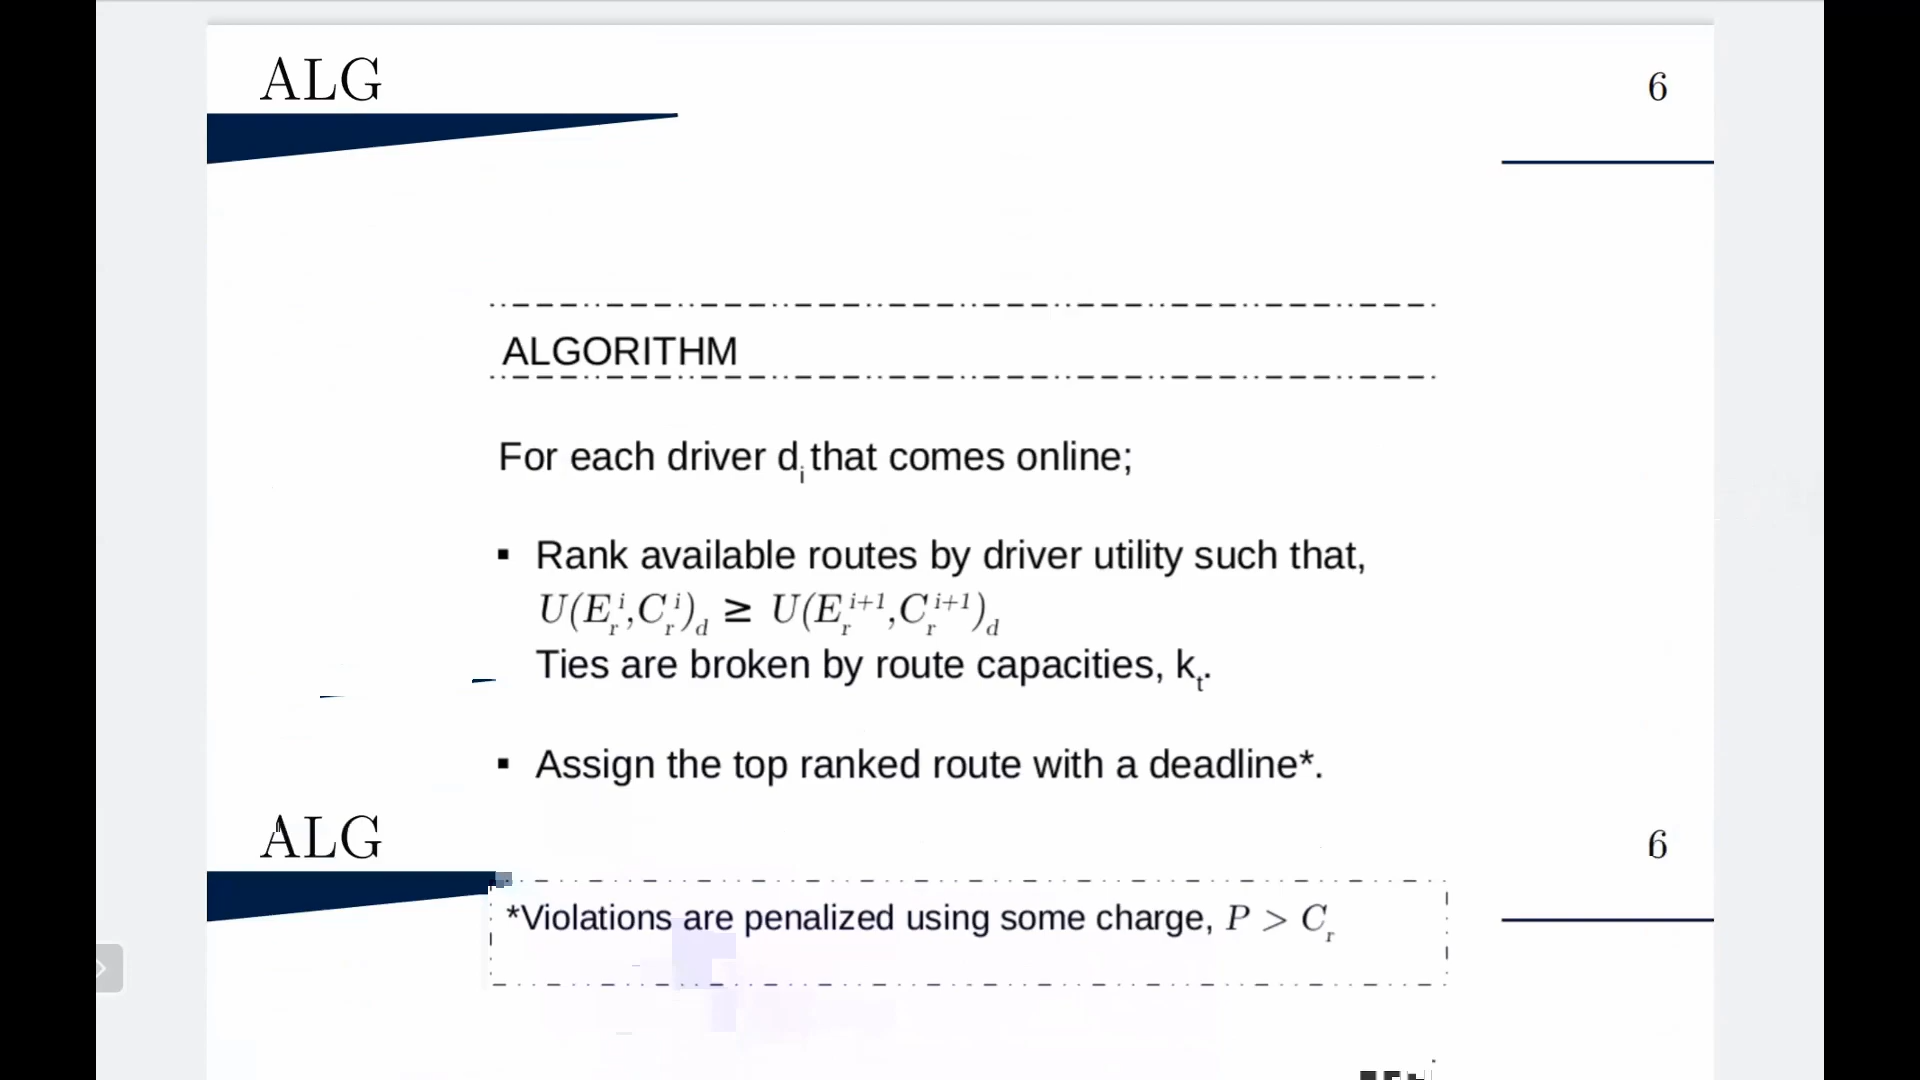 ALG
6
ALGORITHM
For each driver dᵢ that comes online;
▪ Rank available routes by driver utility such that,
U(E_r^i,C_r^i)_d ≥ U(E_r^{i+1},C_r^{i+1})_d
Ties are broken by route capacities, k_t.
▪ Assign the top ranked route with a deadline*.
ALG
6
*Violations are penalized using some charge, P > C_r